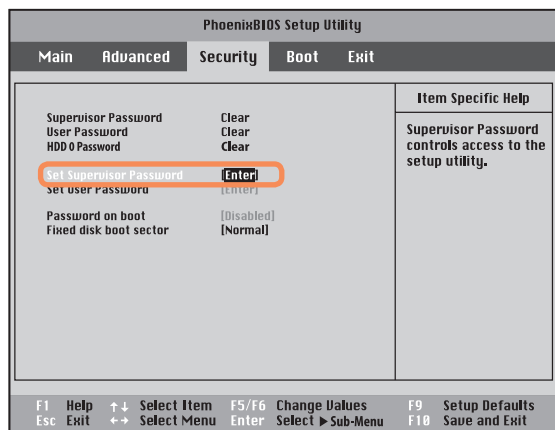 PhoenixBIOS Setup Utility
Main Advanced Security Boot Exit
Item Specific Help
Supervisor Password Clear
User Password Clear
HDD 0 Password Clear
Set Supervisor Password [Enter]
Set User Password [Enter]
Password on boot [Disabled]
Fixed disk boot sector [Normal]
Supervisor Password
controls access to the
setup utility.
F1 Help ↑↓ Select Item F5/F6 Change Values F9 Setup Defaults
Esc Exit ←→ Select Menu Enter Select ▶Sub-Menu F10 Save and Exit